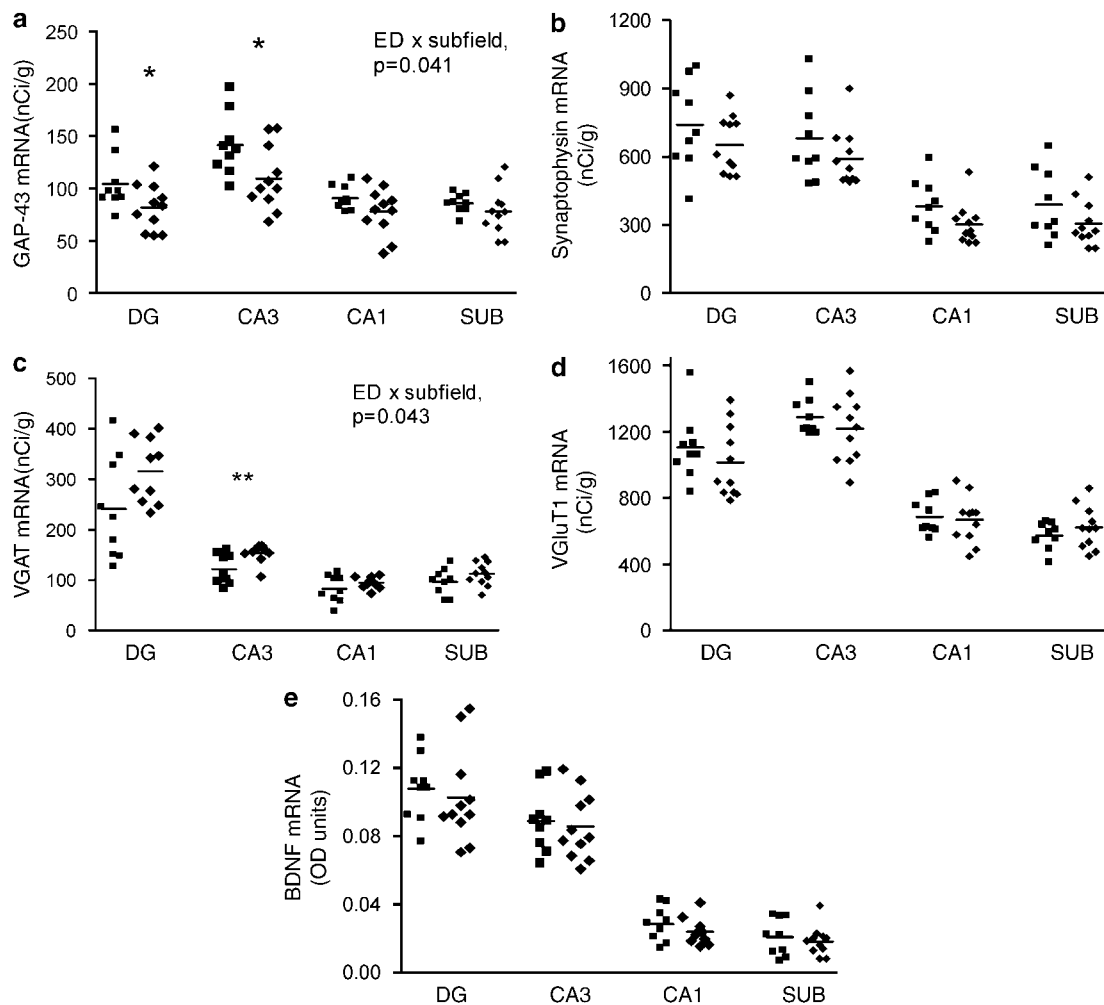 a
GAP-43 mRNA(nCi/g)
250
200
150
100
50
0
*
*
ED x subfield,
p=0.041
DG CA3 CA1 SUB
b
Synaptophysin mRNA
(nCi/g)
1200
900
600
300
0
DG CA3 CA1 SUB
c
VGAT mRNA(nCi/g)
500
400
300
200
100
0
**
ED x subfield,
p=0.043
DG CA3 CA1 SUB
d
VGluT1 mRNA
(nCi/g)
1600
1200
800
400
0
DG CA3 CA1 SUB
e
BDNF mRNA
(OD units)
0.16
0.12
0.08
0.04
0.00
DG CA3 CA1 SUB